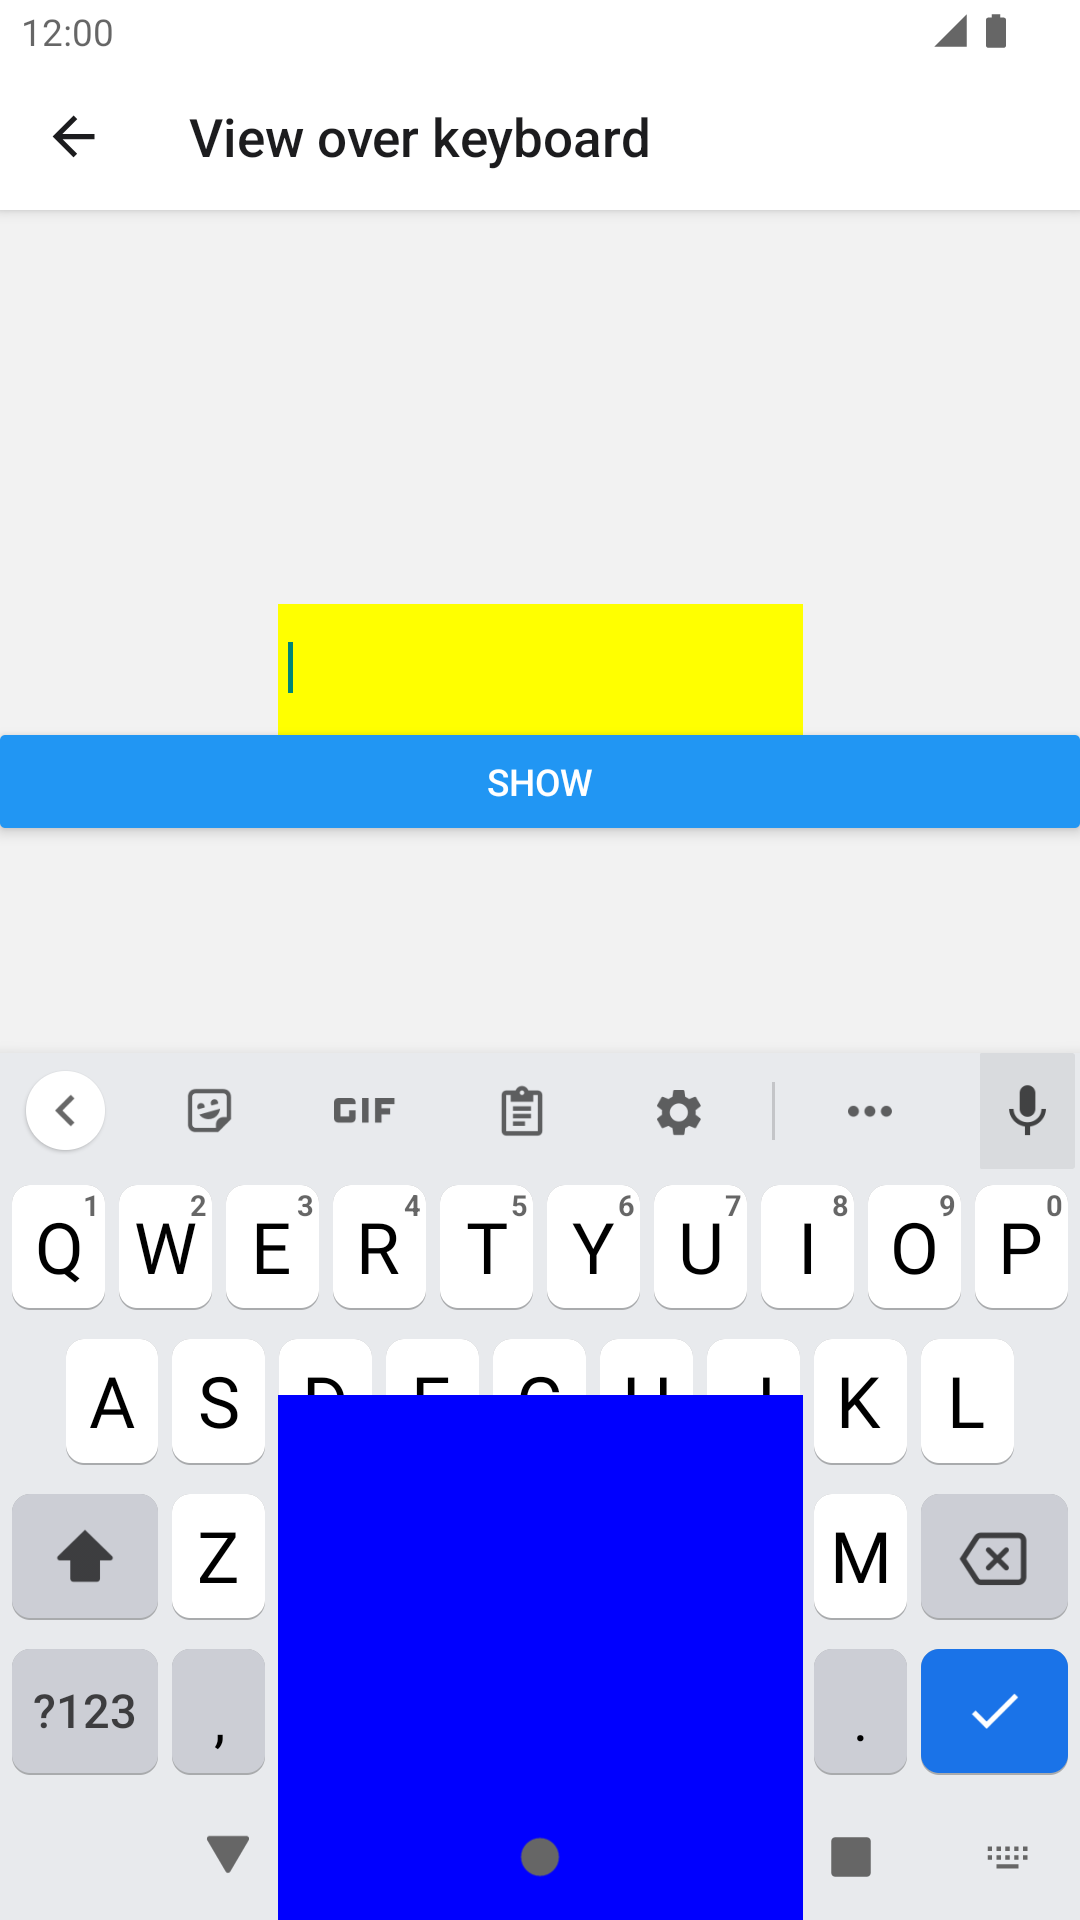 12:00
View over keyboard
SHOW
GIF
1 2 3 4 5 6 7 8 9 0
Q W E R T Y U I O P
A S K L
Z M
?123 , .